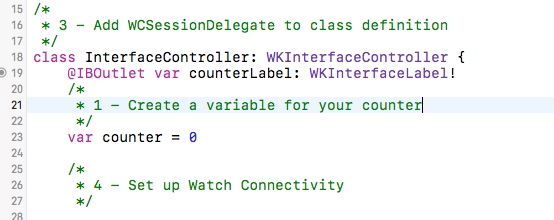 15 /*
16  * 3 – Add WCSessionDelegate to class definition
17  */
18 class InterfaceController: WKInterfaceController {
19     @IBOutlet var counterLabel: WKInterfaceLabel!
20     /*
21      * 1 – Create a variable for your counter
22      */
23     var counter = 0
24
25     /*
26      * 4 – Set up Watch Connectivity
27      */
28